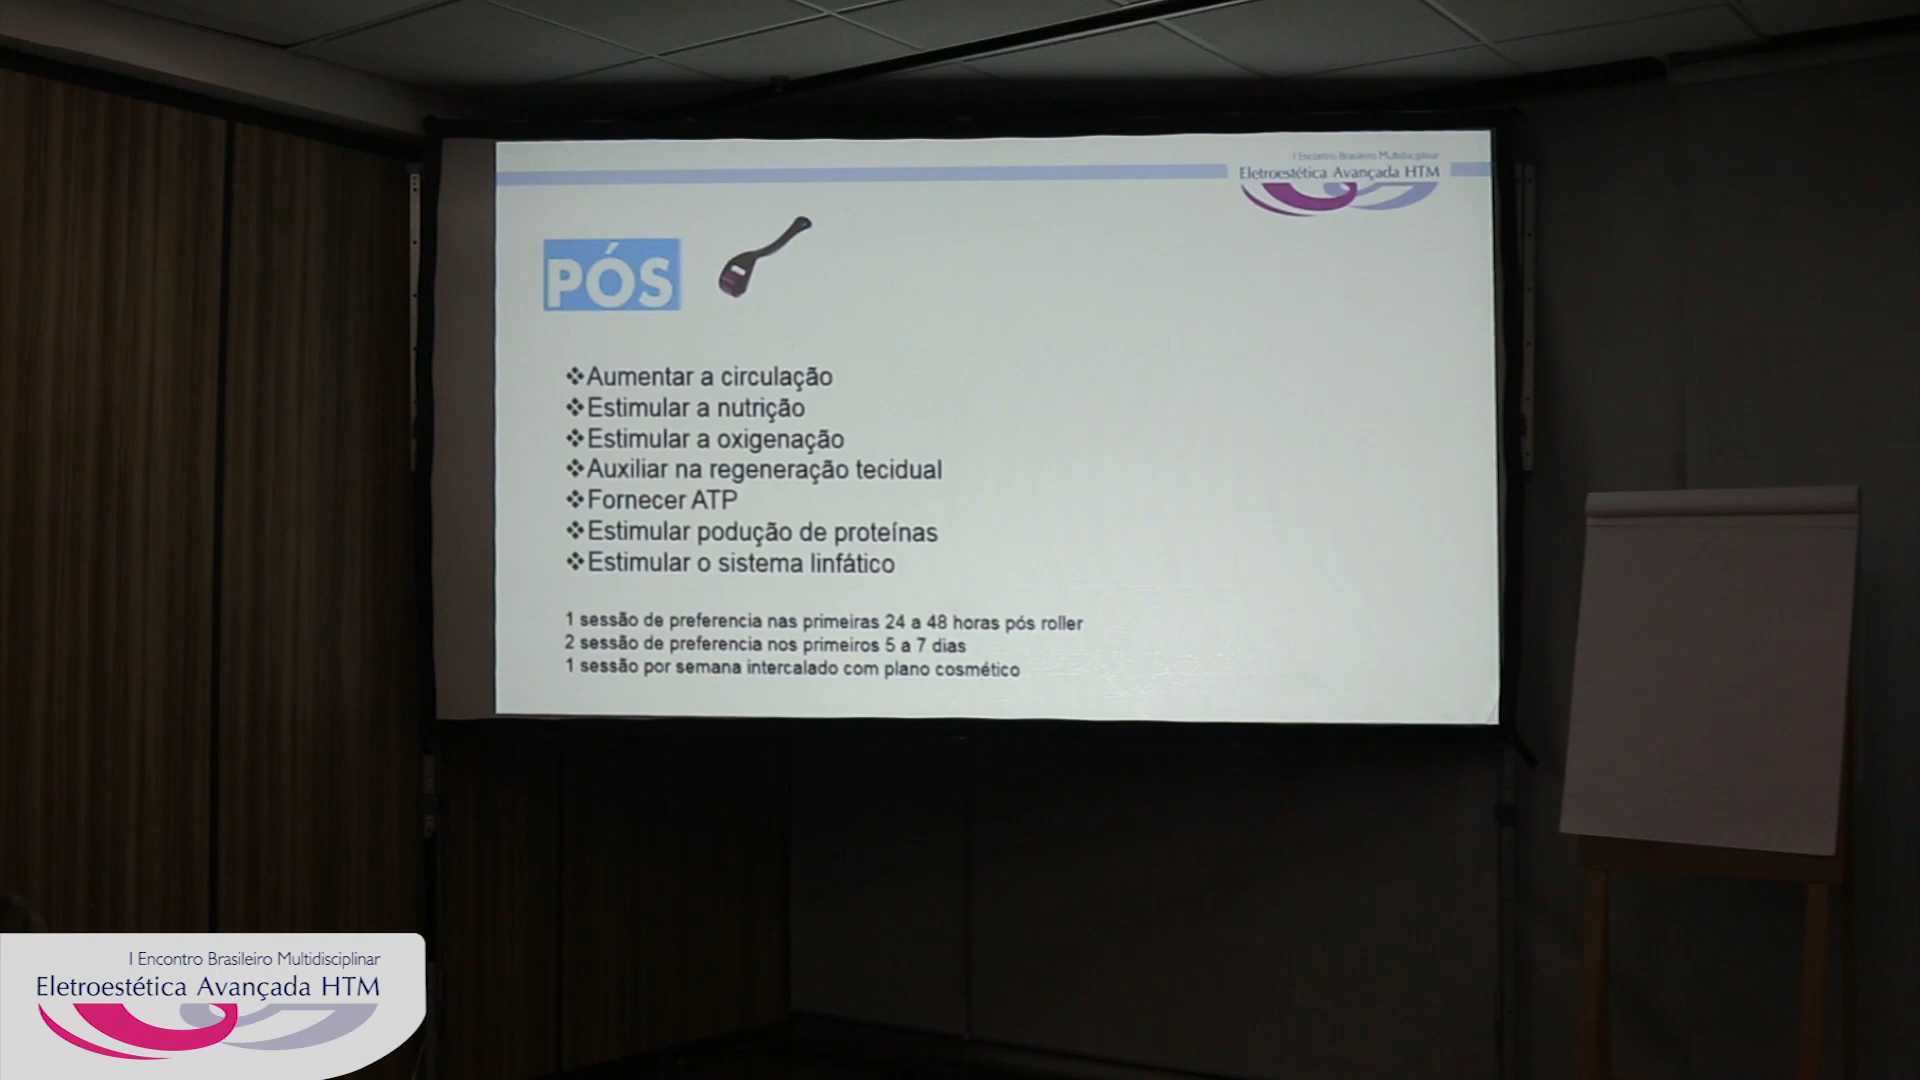 I Encontro Brasileiro Multidisciplinar
Eletroestética Avançada HTM
PÓS
❖Aumentar a circulação
❖Estimular a nutrição
❖Estimular a oxigenação
❖Auxiliar na regeneração tecidual
❖Fornecer ATP
❖Estimular podução de proteínas
❖Estimular o sistema linfático
1 sessão de preferencia nas primeiras 24 a 48 horas pós roller
2 sessão de preferencia nos primeiros 5 a 7 dias
1 sessão por semana intercalado com plano cosmético
I Encontro Brasileiro Multidisciplinar
Eletroestética Avançada HTM